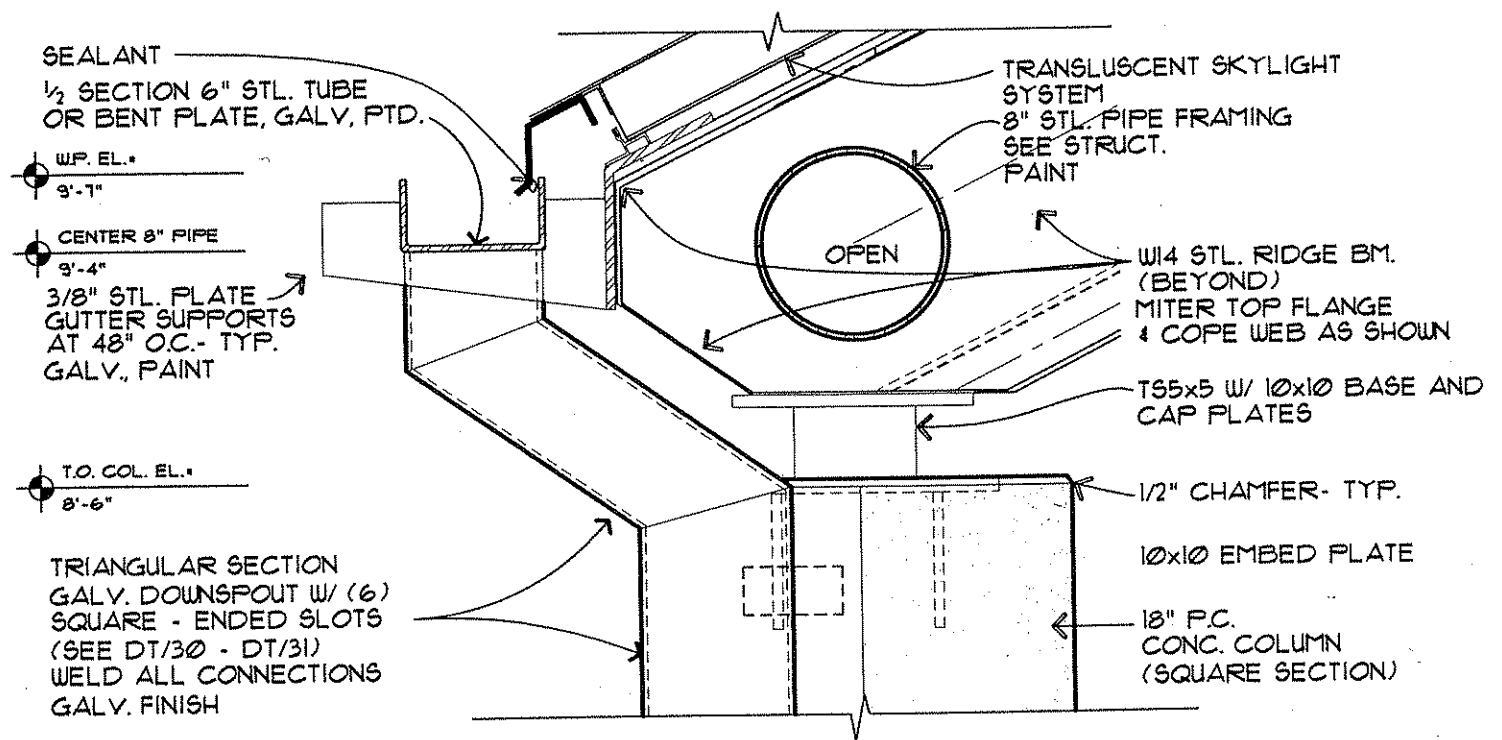 SEALANT
½ SECTION 6" STL. TUBE
OR BENT PLATE, GALV, PTD.
W.P. EL.=
9'-7"
CENTER 8" PIPE
9'-4"
3/8" STL. PLATE
GUTTER SUPPORTS
AT 48" O.C.- TYP.
GALV., PAINT
T.O. COL. EL.=
8'-6"
TRIANGULAR SECTION
GALV. DOWNSPOUT W/ (6)
SQUARE - ENDED SLOTS
(SEE DT/30 - DT/31)
WELD ALL CONNECTIONS
GALV. FINISH
OPEN
TRANSLUSCENT SKYLIGHT
SYSTEM
8" STL. PIPE FRAMING
SEE STRUCT.
PAINT
W14 STL. RIDGE BM.
(BEYOND)
MITER TOP FLANGE
& COPE WEB AS SHOWN
TS5x5 W/ 10x10 BASE AND
CAP PLATES
1/2" CHAMFER- TYP.
10x10 EMBED PLATE
18" P.C.
CONC. COLUMN
(SQUARE SECTION)